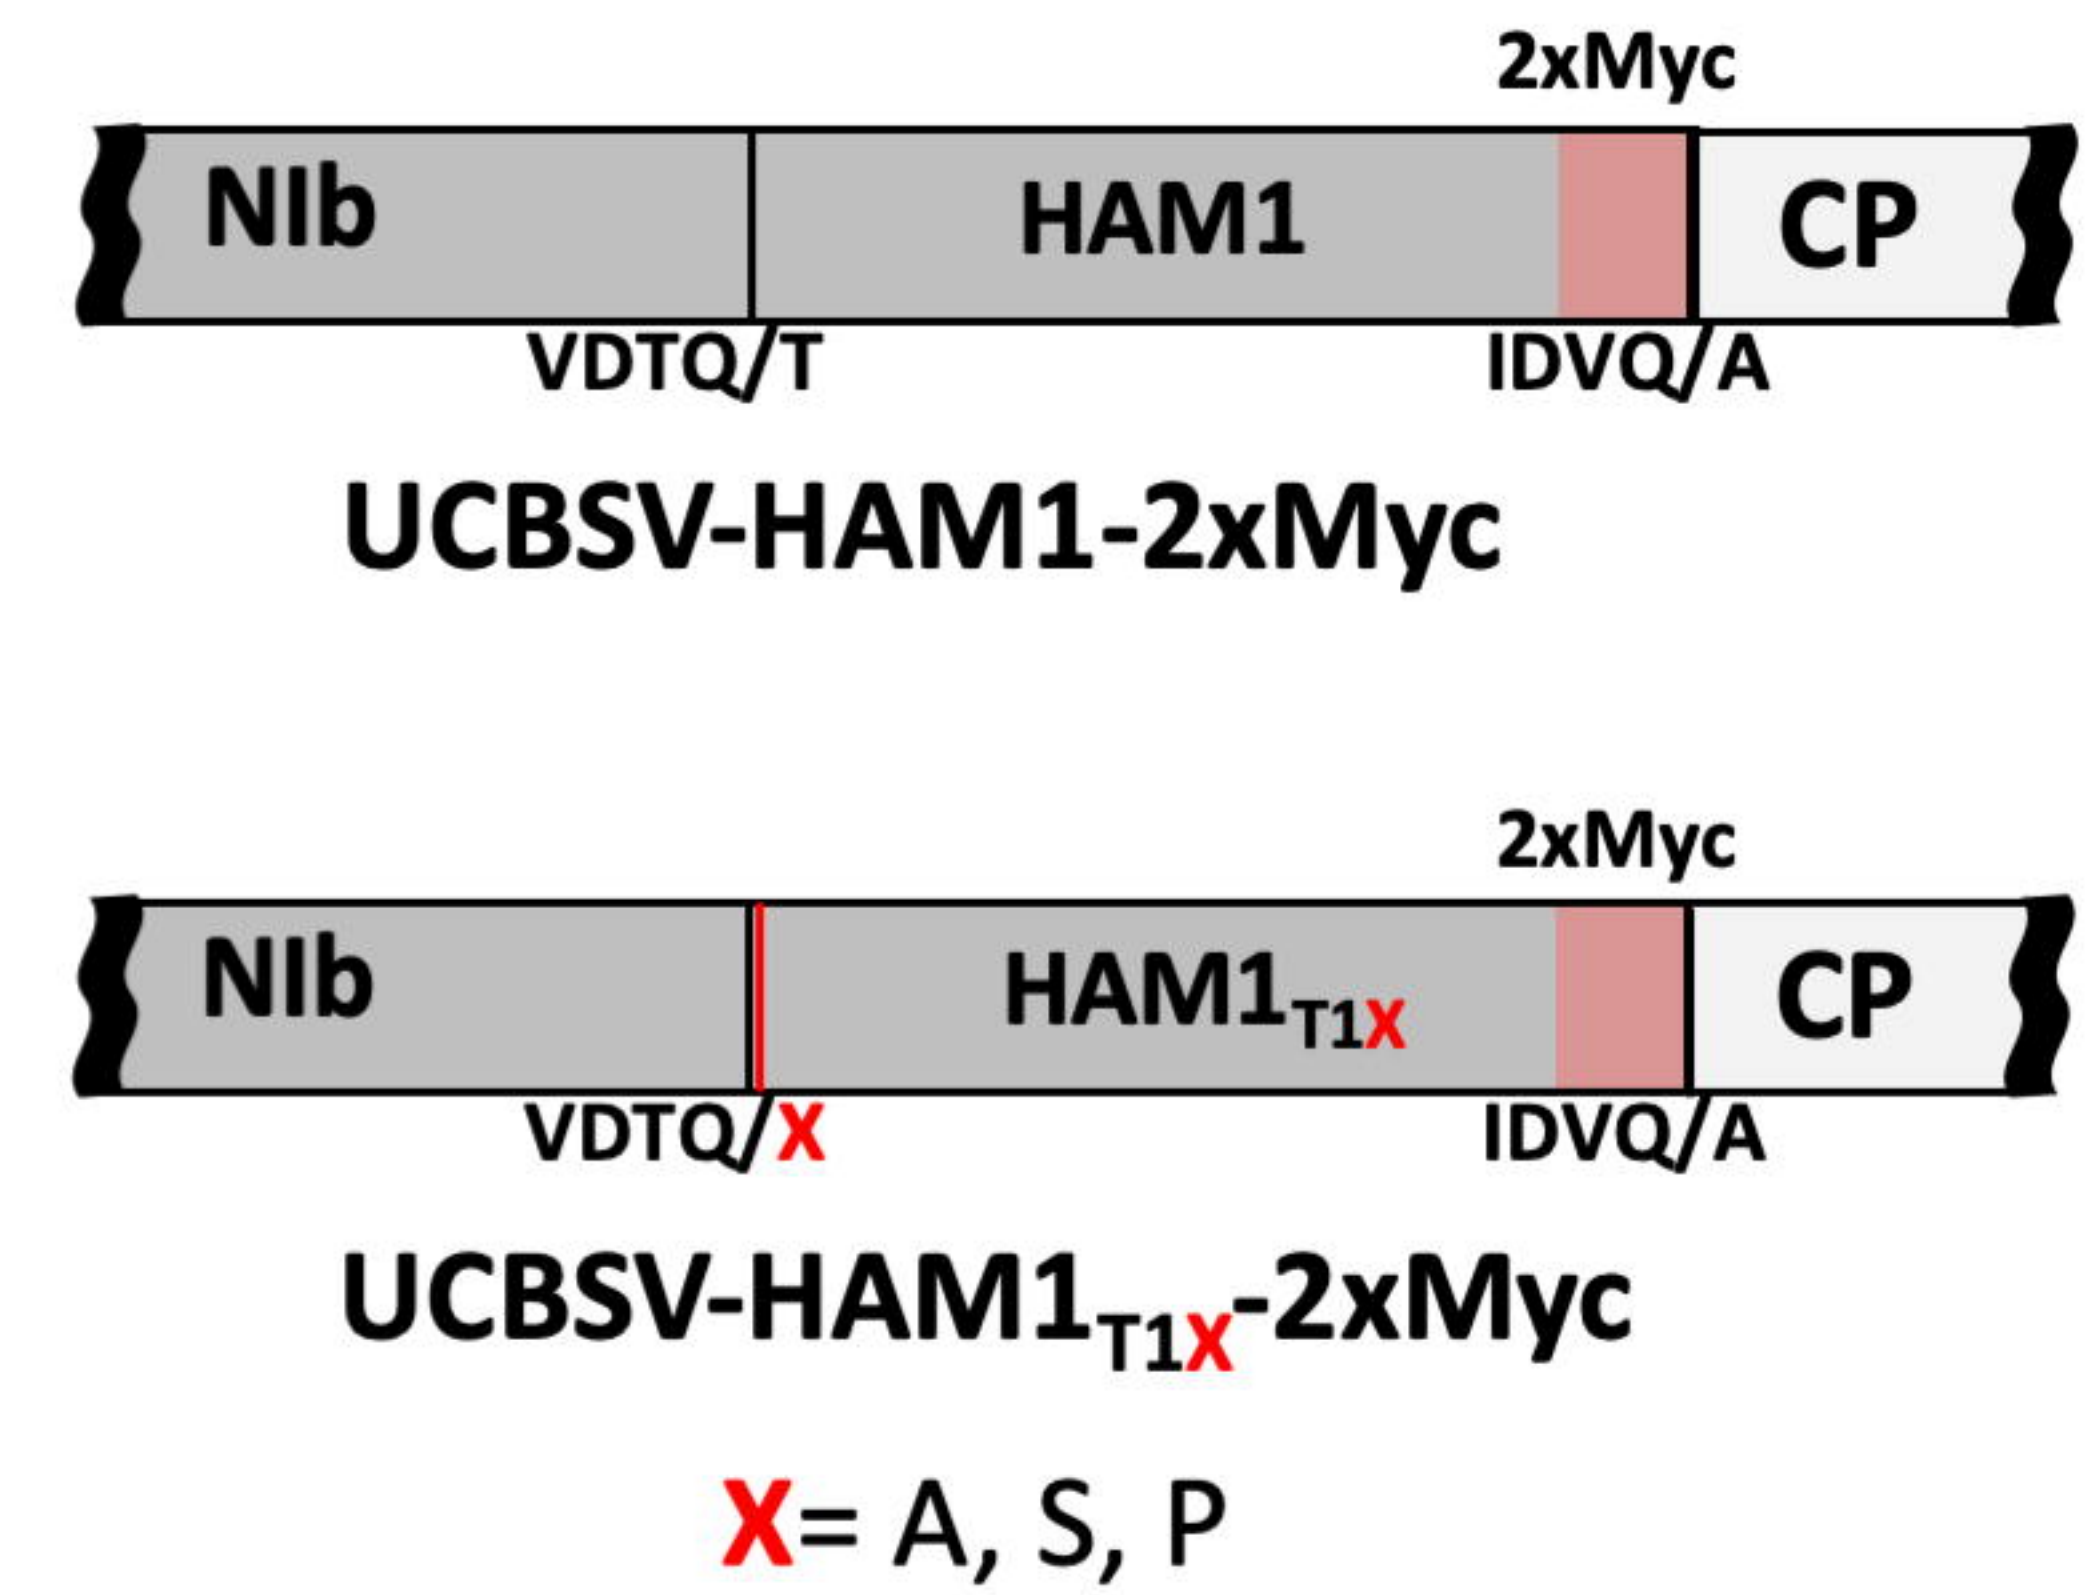 2xMyc
NIb HAM1 CP
VDTQ/T IDVQ/A
UCBSV-HAM1-2xMyc
2xMyc
NIb HAM1T1X CP
VDTQ/X IDVQ/A
UCBSV-HAM1T1X-2xMyc
X= A, S, P